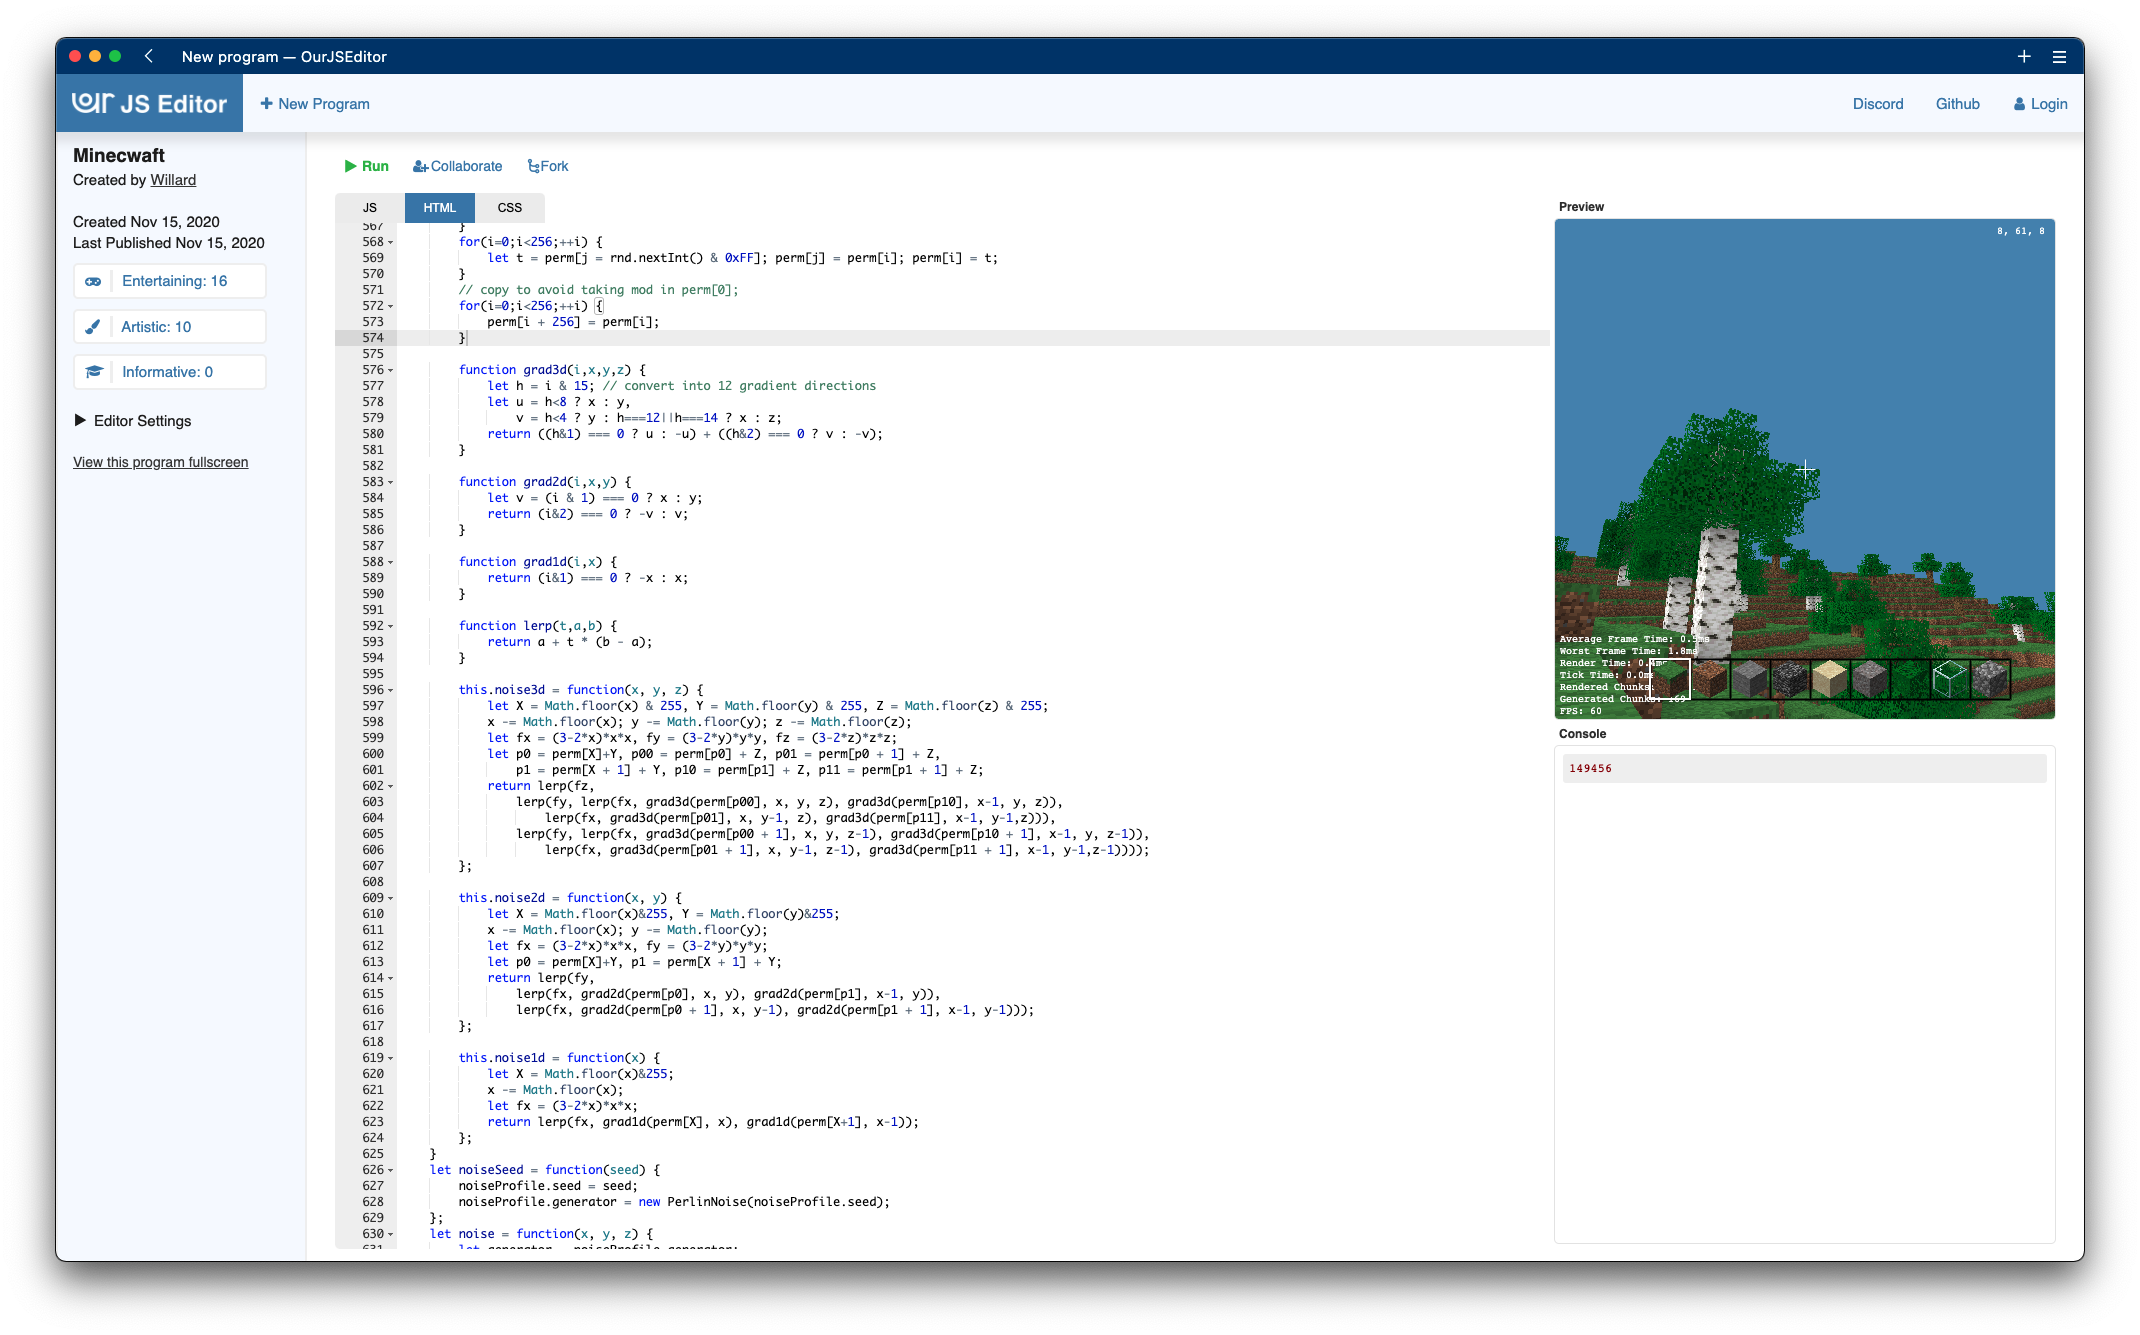 New program — OurJSEditor
our JS Editor
New Program
Discord
Github
Login
Minecwaft
Created by Willard
Created Nov 15, 2020
Last Published Nov 15, 2020
Entertaining: 16
Artistic: 10
Informative: 0
Editor Settings
View this program fullscreen
Run
Collaborate
Fork
JS
HTML
CSS
567 }
568 for(i=0;i<256;++i) {
569 let t = perm[j = rnd.nextInt() & 0xFF]; perm[j] = perm[i]; perm[i] = t;
570 }
571 // copy to avoid taking mod in perm[0];
572 for(i=0;i<256;++i) {
573 perm[i + 256] = perm[i];
574 }
575
576 function grad3d(i,x,y,z) {
577 let h = i & 15; // convert into 12 gradient directions
578 let u = h<8 ? x : y,
579 v = h<4 ? y : h===12||h===14 ? x : z;
580 return ((h&1) === 0 ? u : -u) + ((h&2) === 0 ? v : -v);
581 }
582
583 function grad2d(i,x,y) {
584 let v = (i & 1) === 0 ? x : y;
585 return (i&2) === 0 ? -v : v;
586 }
587
588 function grad1d(i,x) {
589 return (i&1) === 0 ? -x : x;
590 }
591
592 function lerp(t,a,b) {
593 return a + t * (b - a);
594 }
595
596 this.noise3d = function(x, y, z) {
597 let X = Math.floor(x) & 255, Y = Math.floor(y) & 255, Z = Math.floor(z) & 255;
598 x -= Math.floor(x); y -= Math.floor(y); z -= Math.floor(z);
599 let fx = (3-2*x)*x*x, fy = (3-2*y)*y*y, fz = (3-2*z)*z*z;
600 let p0 = perm[X]+Y, p00 = perm[p0] + Z, p01 = perm[p0 + 1] + Z,
601 p1 = perm[X + 1] + Y, p10 = perm[p1] + Z, p11 = perm[p1 + 1] + Z;
602 return lerp(fz,
603 lerp(fy, lerp(fx, grad3d(perm[p00], x, y, z), grad3d(perm[p10], x-1, y, z)),
604 lerp(fx, grad3d(perm[p01], x, y-1, z), grad3d(perm[p11], x-1, y-1,z))),
605 lerp(fy, lerp(fx, grad3d(perm[p00 + 1], x, y, z-1), grad3d(perm[p10 + 1], x-1, y, z-1)),
606 lerp(fx, grad3d(perm[p01 + 1], x, y-1, z-1), grad3d(perm[p11 + 1], x-1, y-1,z-1))));
607 };
608
609 this.noise2d = function(x, y) {
610 let X = Math.floor(x)&255, Y = Math.floor(y)&255;
611 x -= Math.floor(x); y -= Math.floor(y);
612 let fx = (3-2*x)*x*x, fy = (3-2*y)*y*y;
613 let p0 = perm[X]+Y, p1 = perm[X + 1] + Y;
614 return lerp(fy,
615 lerp(fx, grad2d(perm[p0], x, y), grad2d(perm[p1], x-1, y)),
616 lerp(fx, grad2d(perm[p0 + 1], x, y-1), grad2d(perm[p1 + 1], x-1, y-1)));
617 };
618
619 this.noise1d = function(x) {
620 let X = Math.floor(x)&255;
621 x -= Math.floor(x);
622 let fx = (3-2*x)*x*x;
623 return lerp(fx, grad1d(perm[X], x), grad1d(perm[X+1], x-1));
624 };
625 }
626 let noiseSeed = function(seed) {
627 noiseProfile.seed = seed;
628 noiseProfile.generator = new PerlinNoise(noiseProfile.seed);
629 };
630 let noise = function(x, y, z) {
631 let generator = noiseProfile.generator;
Preview
8, 61, 8
Average Frame Time: 0.5ms
Worst Frame Time: 1.8ms
Render Time: 0.4ms
Tick Time: 0.0ms
Rendered Chunks:
Generated Chunks: 169
FPS: 60
Console
149456